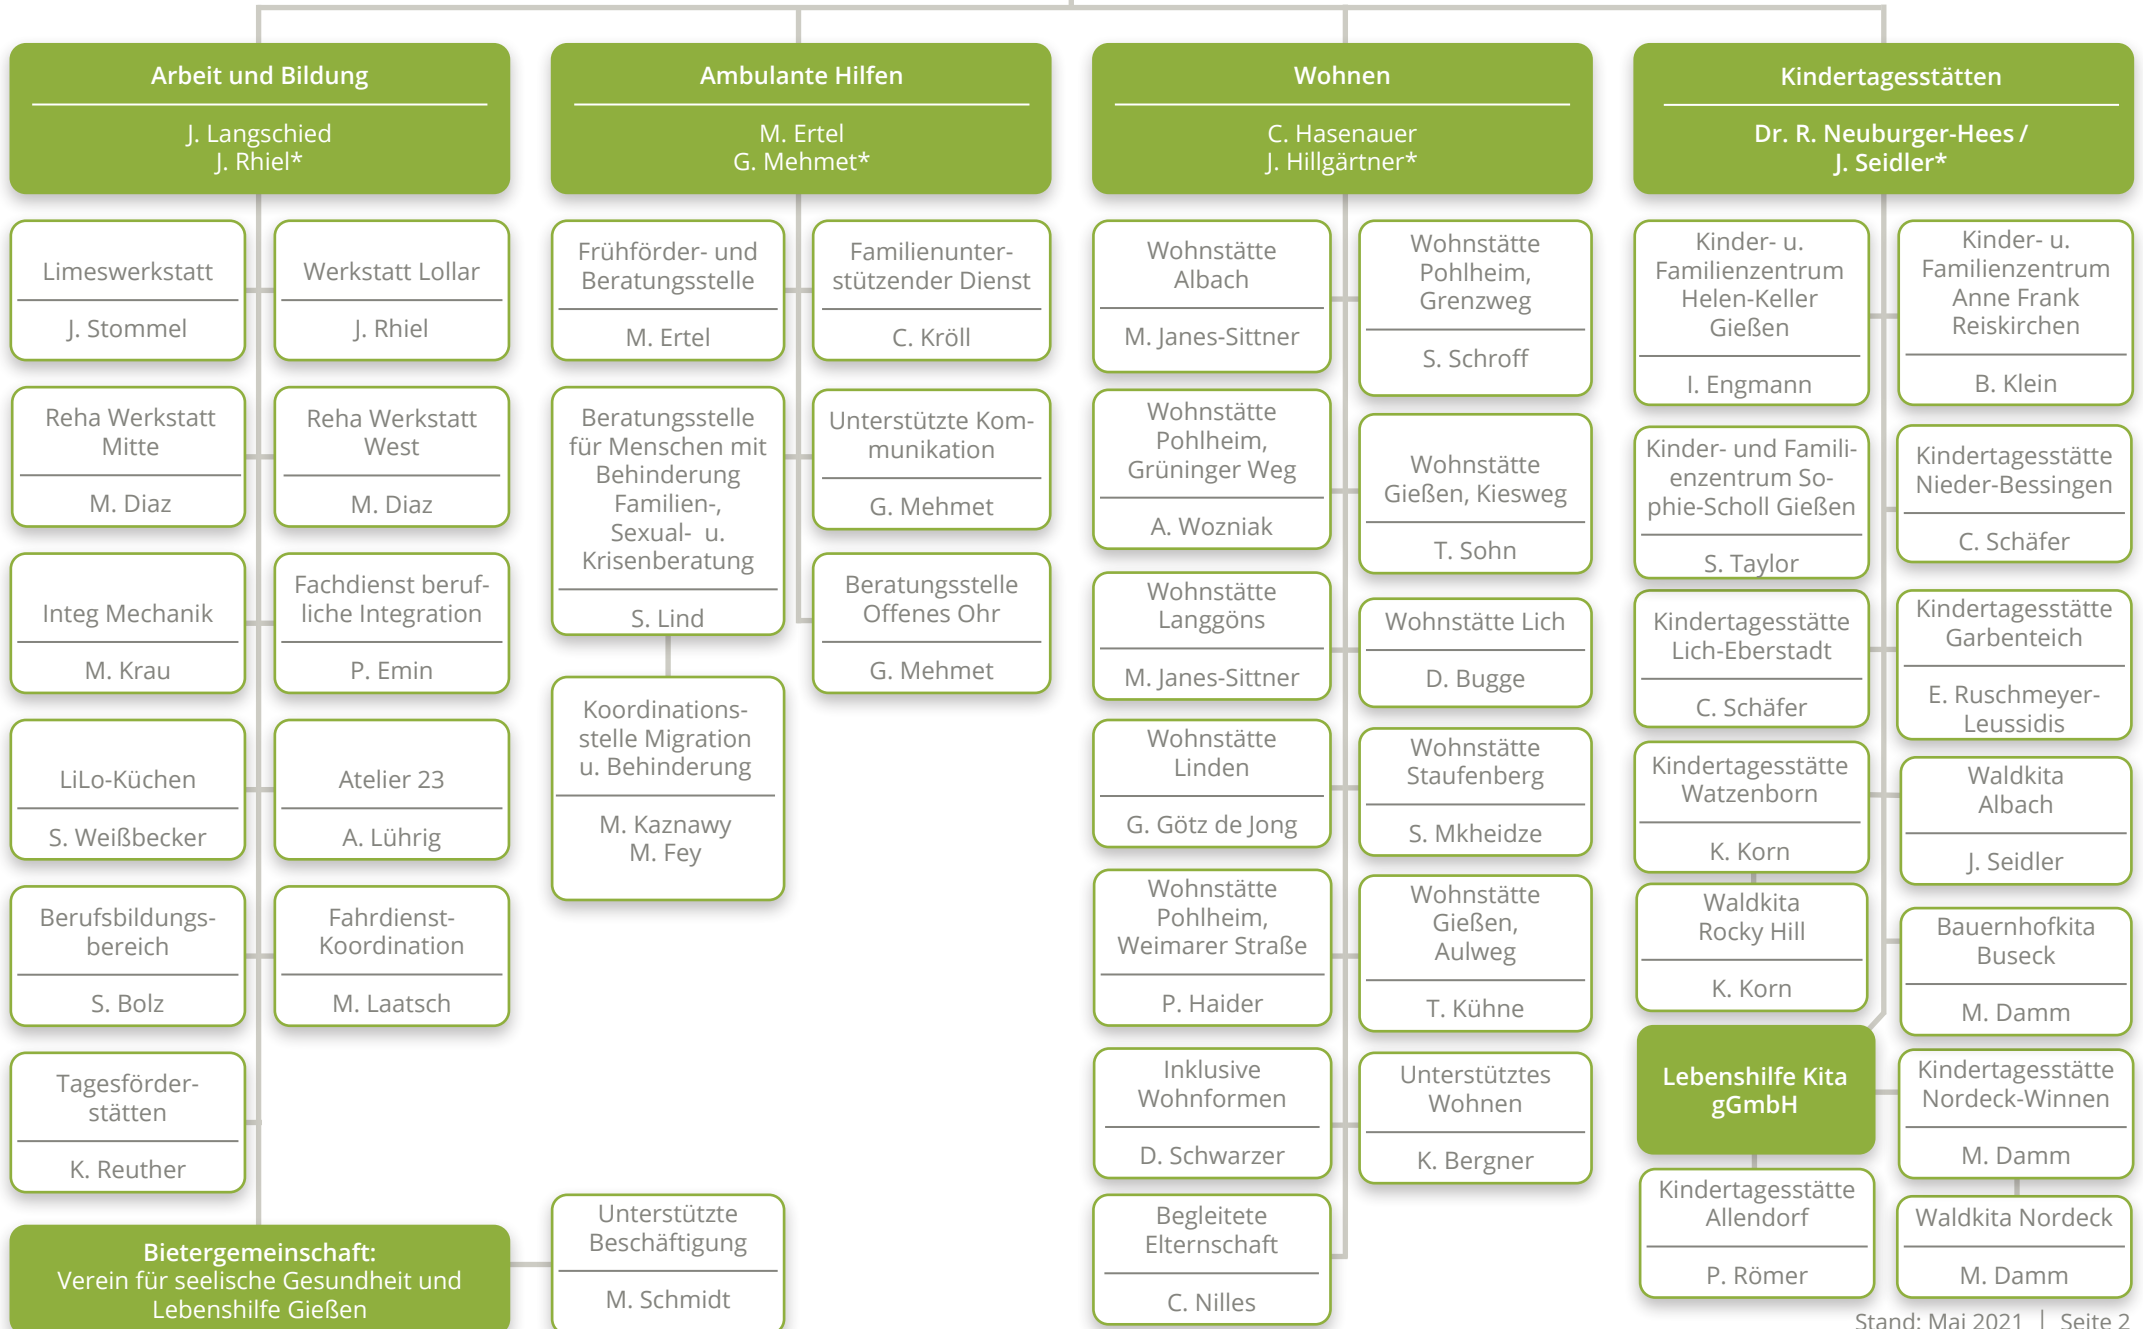 Arbeit und Bildung
J. Langschied
J. Rhiel*
Limeswerkstatt
J. Stommel
Werkstatt Lollar
J. Rhiel
Reha Werkstatt
Mitte
M. Diaz
Reha Werkstatt
West
M. Diaz
Integ Mechanik
M. Krau
Fachdienst beruf-
liche Integration
P. Emin
LiLo-Küchen
S. Weißbecker
Atelier 23
A. Lührig
Berufsbildungs-
bereich
S. Bolz
Fahrdienst-
Koordination
M. Laatsch
Tagesförder-
stätten
K. Reuther
Bietergemeinschaft:
Verein für seelische Gesundheit und
Lebenshilfe Gießen
Unterstützte
Beschäftigung
M. Schmidt
Ambulante Hilfen
M. Ertel
G. Mehmet*
Frühförder- und
Beratungsstelle
M. Ertel
Familienunter-
stützender Dienst
C. Kröll
Beratungsstelle
für Menschen mit
Behinderung
Familien-,
Sexual- u.
Krisenberatung
S. Lind
Unterstützte Kom-
munikation
G. Mehmet
Beratungsstelle
Offenes Ohr
G. Mehmet
Koordinations-
stelle Migration
u. Behinderung
M. Kaznawy
M. Fey
Wohnen
C. Hasenauer
J. Hillgärtner*
Wohnstätte
Albach
M. Janes-Sittner
Wohnstätte
Pohlheim,
Grenzweg
S. Schroff
Wohnstätte
Pohlheim,
Grüninger Weg
A. Wozniak
Wohnstätte
Gießen, Kiesweg
T. Sohn
Wohnstätte
Langgöns
M. Janes-Sittner
Wohnstätte Lich
D. Bugge
Wohnstätte
Linden
G. Götz de Jong
Wohnstätte
Staufenberg
S. Mkheidze
Wohnstätte
Pohlheim,
Weimarer Straße
P. Haider
Wohnstätte
Gießen,
Aulweg
T. Kühne
Inklusive
Wohnformen
D. Schwarzer
Unterstütztes
Wohnen
K. Bergner
Begleitete
Elternschaft
C. Nilles
Kindertagesstätten
Dr. R. Neuburger-Hees /
J. Seidler*
Kinder- u.
Familienzentrum
Helen-Keller
Gießen
I. Engmann
Kinder- u.
Familienzentrum
Anne Frank
Reiskirchen
B. Klein
Kinder- und Famili-
enzentrum So-
phie-Scholl Gießen
S. Taylor
Kindertagesstätte
Nieder-Bessingen
C. Schäfer
Kindertagesstätte
Lich-Eberstadt
C. Schäfer
Kindertagesstätte
Garbenteich
E. Ruschmeyer-
Leussidis
Kindertagesstätte
Watzenborn
K. Korn
Waldkita
Albach
J. Seidler
Waldkita
Rocky Hill
K. Korn
Bauernhofkita
Buseck
M. Damm
Lebenshilfe Kita
gGmbH
Kindertagesstätte
Nordeck-Winnen
M. Damm
Kindertagesstätte
Allendorf
P. Römer
Waldkita Nordeck
M. Damm
Stand: Mai 2021 | Seite 2